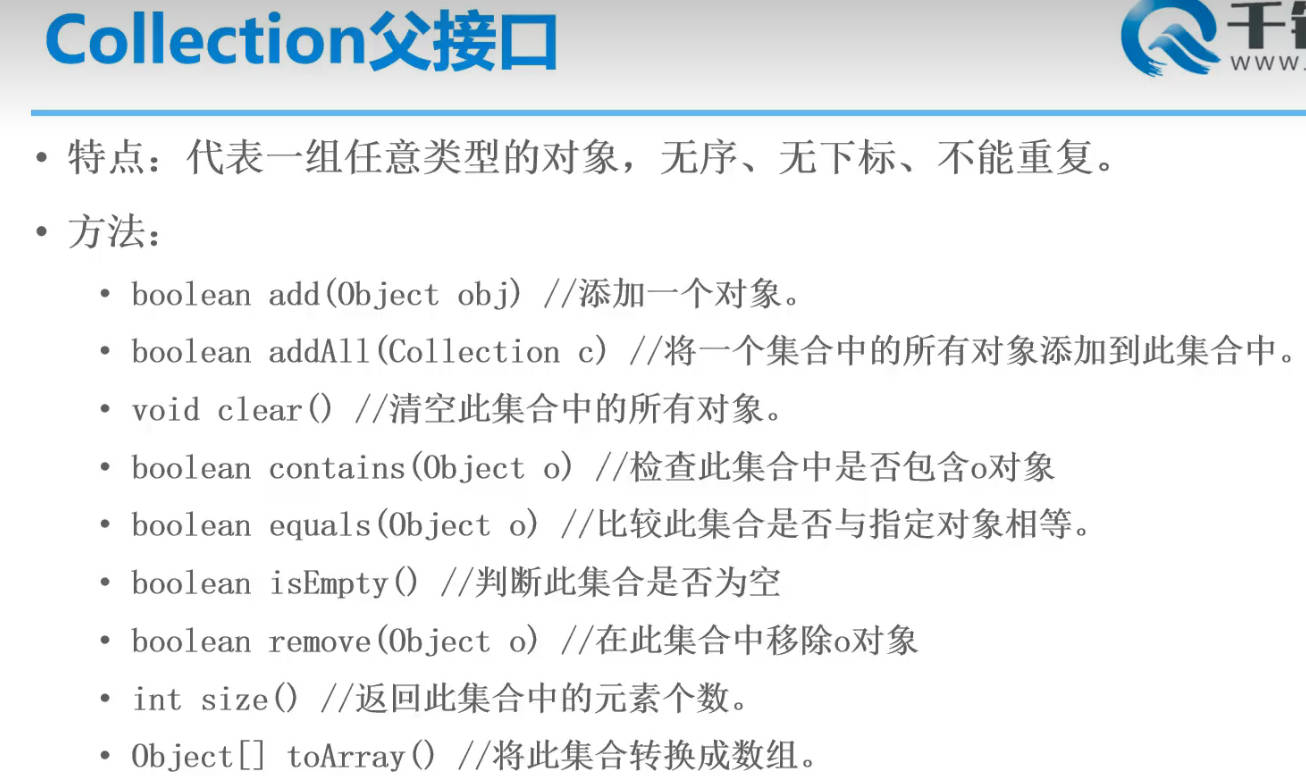 Collection父接口
千
www.
• 特点：代表一组任意类型的对象，无序、无下标、不能重复。
• 方法：
• boolean add(Object obj) //添加一个对象。
• boolean addAll(Collection c) //将一个集合中的所有对象添加到此集合中。
• void clear() //清空此集合中的所有对象。
• boolean contains(Object o) //检查此集合中是否包含o对象
• boolean equals(Object o) //比较此集合是否与指定对象相等。
• boolean isEmpty() //判断此集合是否为空
• boolean remove(Object o) //在此集合中移除o对象
• int size() //返回此集合中的元素个数。
• Object[] toArray() //将此集合转换成数组。